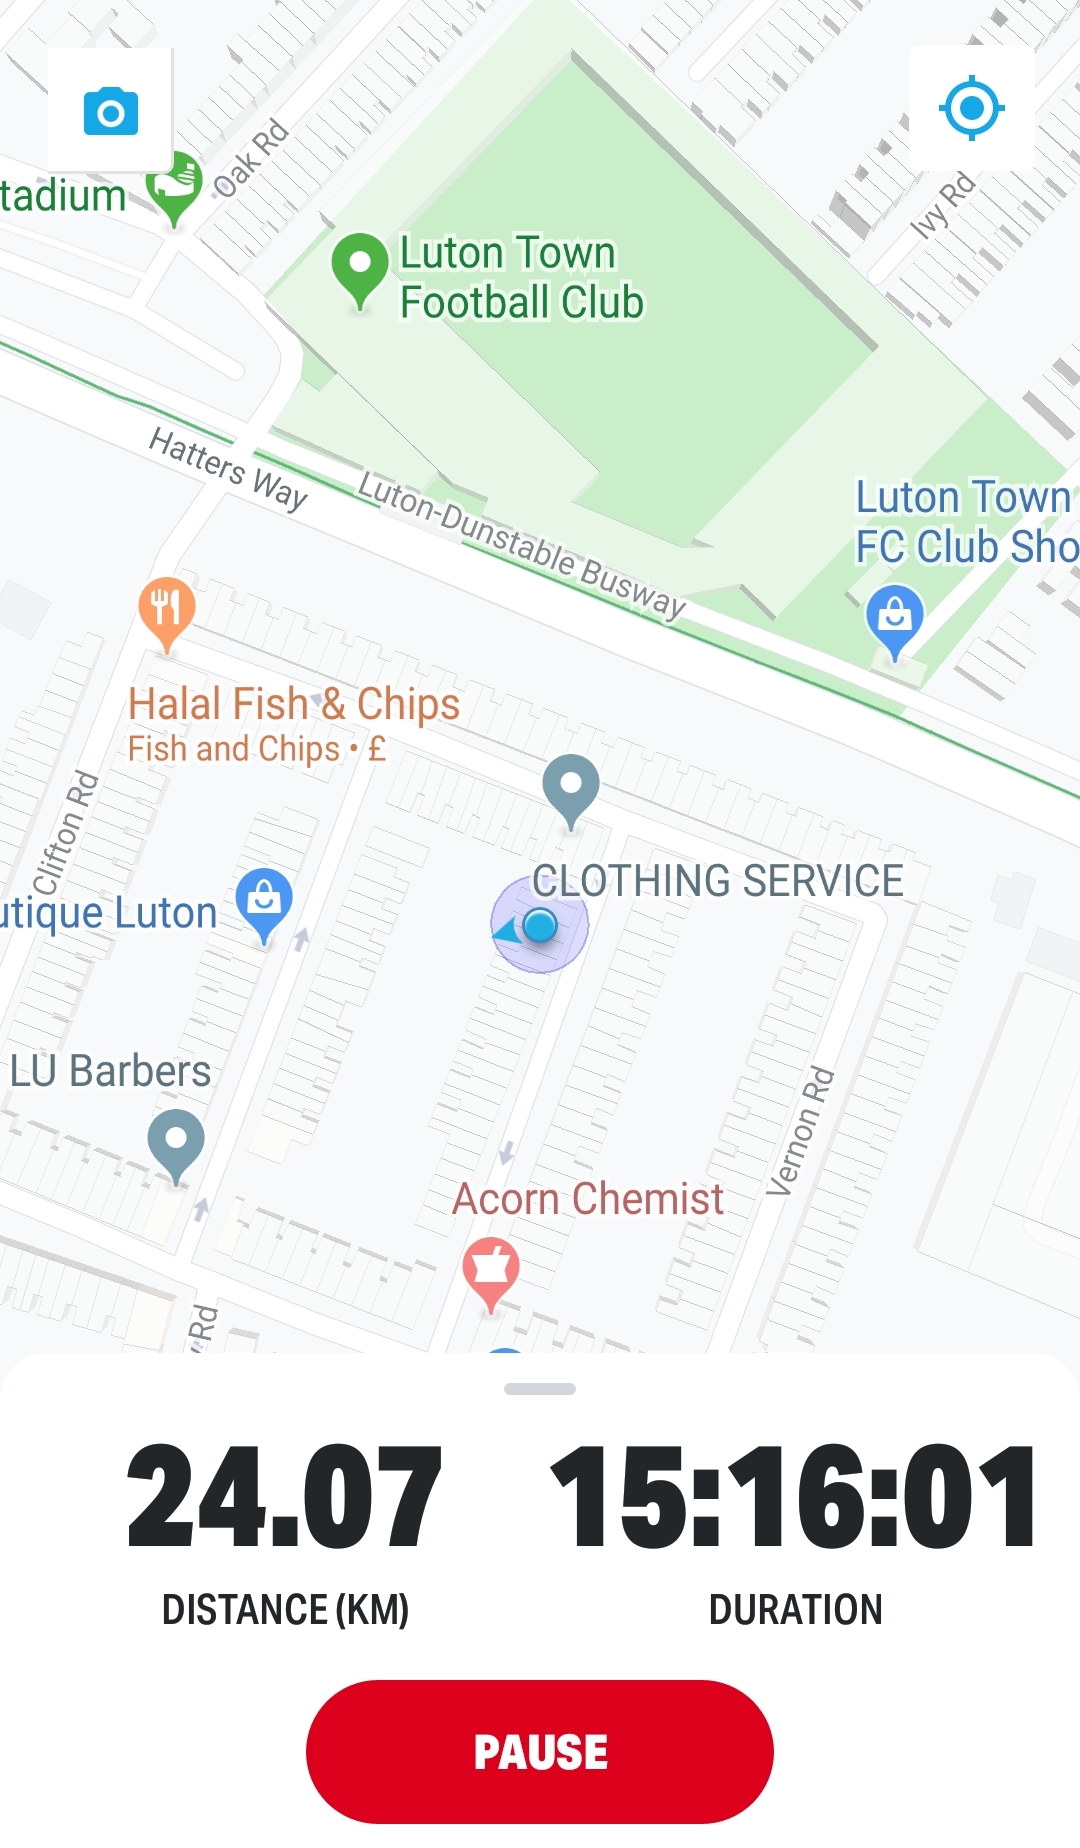 Oak Rd
tadium
Ivy Rd
Luton Town
Football Club
Hatters Way
Luton-Dunstable Busway
Luton Town
FC Club Sho
Halal Fish & Chips
Fish and Chips • £
Clifton Rd
CLOTHING SERVICE
utique Luton
LU Barbers
Vernon Rd
Acorn Chemist
Rd
24.07
15:16:01
DISTANCE (KM)
DURATION
PAUSE